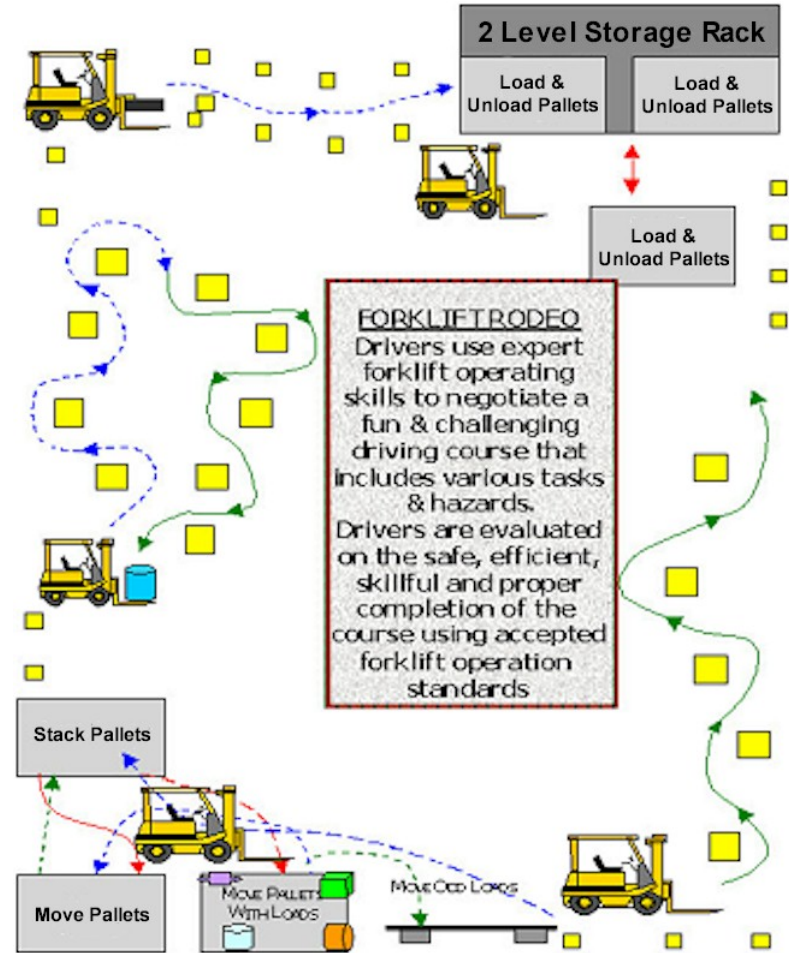 2 Level Storage Rack
Load &
Unload Pallets
Load &
Unload Pallets
Load &
Unload Pallets
FORKLIFT RODEO
Drivers use expert
forklift operating
skills to negotiate a
fun & challenging
driving course that
includes various tasks
& hazards.
Drivers are evaluated
on the safe, efficient,
skillful and proper
completion of the
course using accepted
forklift operation
standards
Stack Pallets
Move Pallets
MOVE PALLETS
WITH LOADS
MOVE ODD LOADS